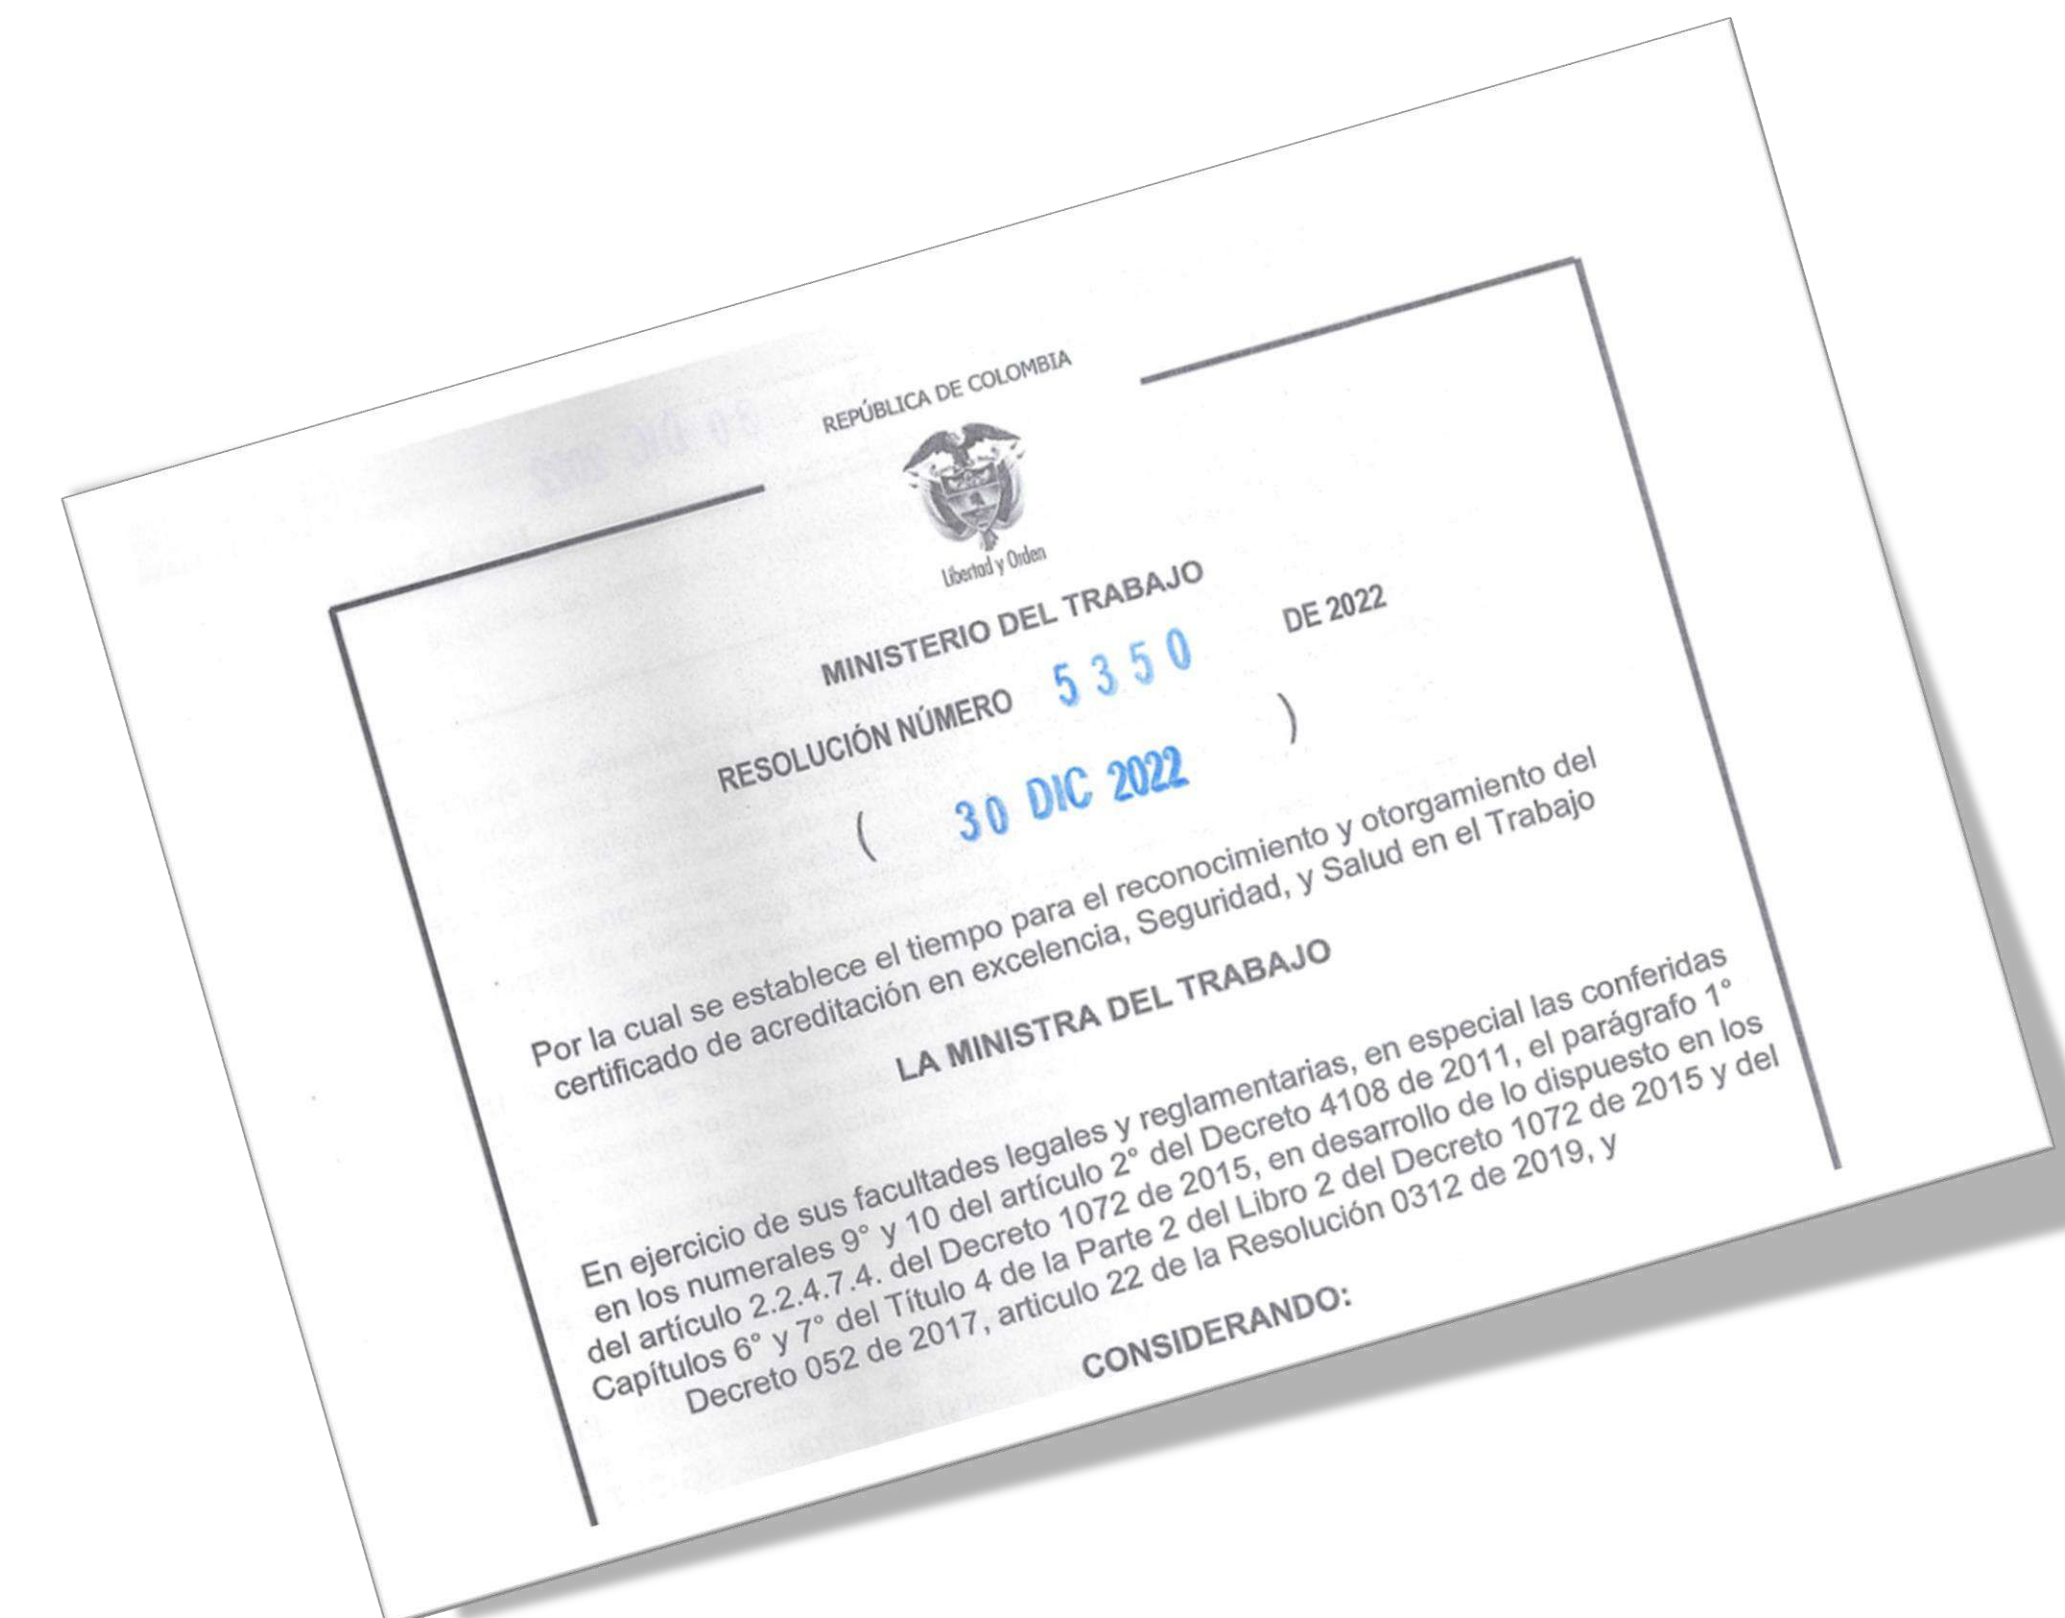 REPÚBLICA DE COLOMBIA
Libertad y Orden
MINISTERIO DEL TRABAJO
RESOLUCIÓN NÚMERO 5350 DE 2022
( 30 DIC 2022 )
Por la cual se establece el tiempo para el reconocimiento y otorgamiento del
certificado de acreditación en excelencia, Seguridad, y Salud en el Trabajo
LA MINISTRA DEL TRABAJO
En ejercicio de sus facultades legales y reglamentarias, en especial las conferidas
en los numerales 9° y 10 del artículo 2° del Decreto 4108 de 2011, el parágrafo 1°
del artículo 2.2.4.7.4. del Decreto 1072 de 2015, en desarrollo de lo dispuesto en los
Capítulos 6° y 7° del Título 4 de la Parte 2 del Libro 2 del Decreto 1072 de 2015 y del
Decreto 052 de 2017, articulo 22 de la Resolución 0312 de 2019, y
CONSIDERANDO: